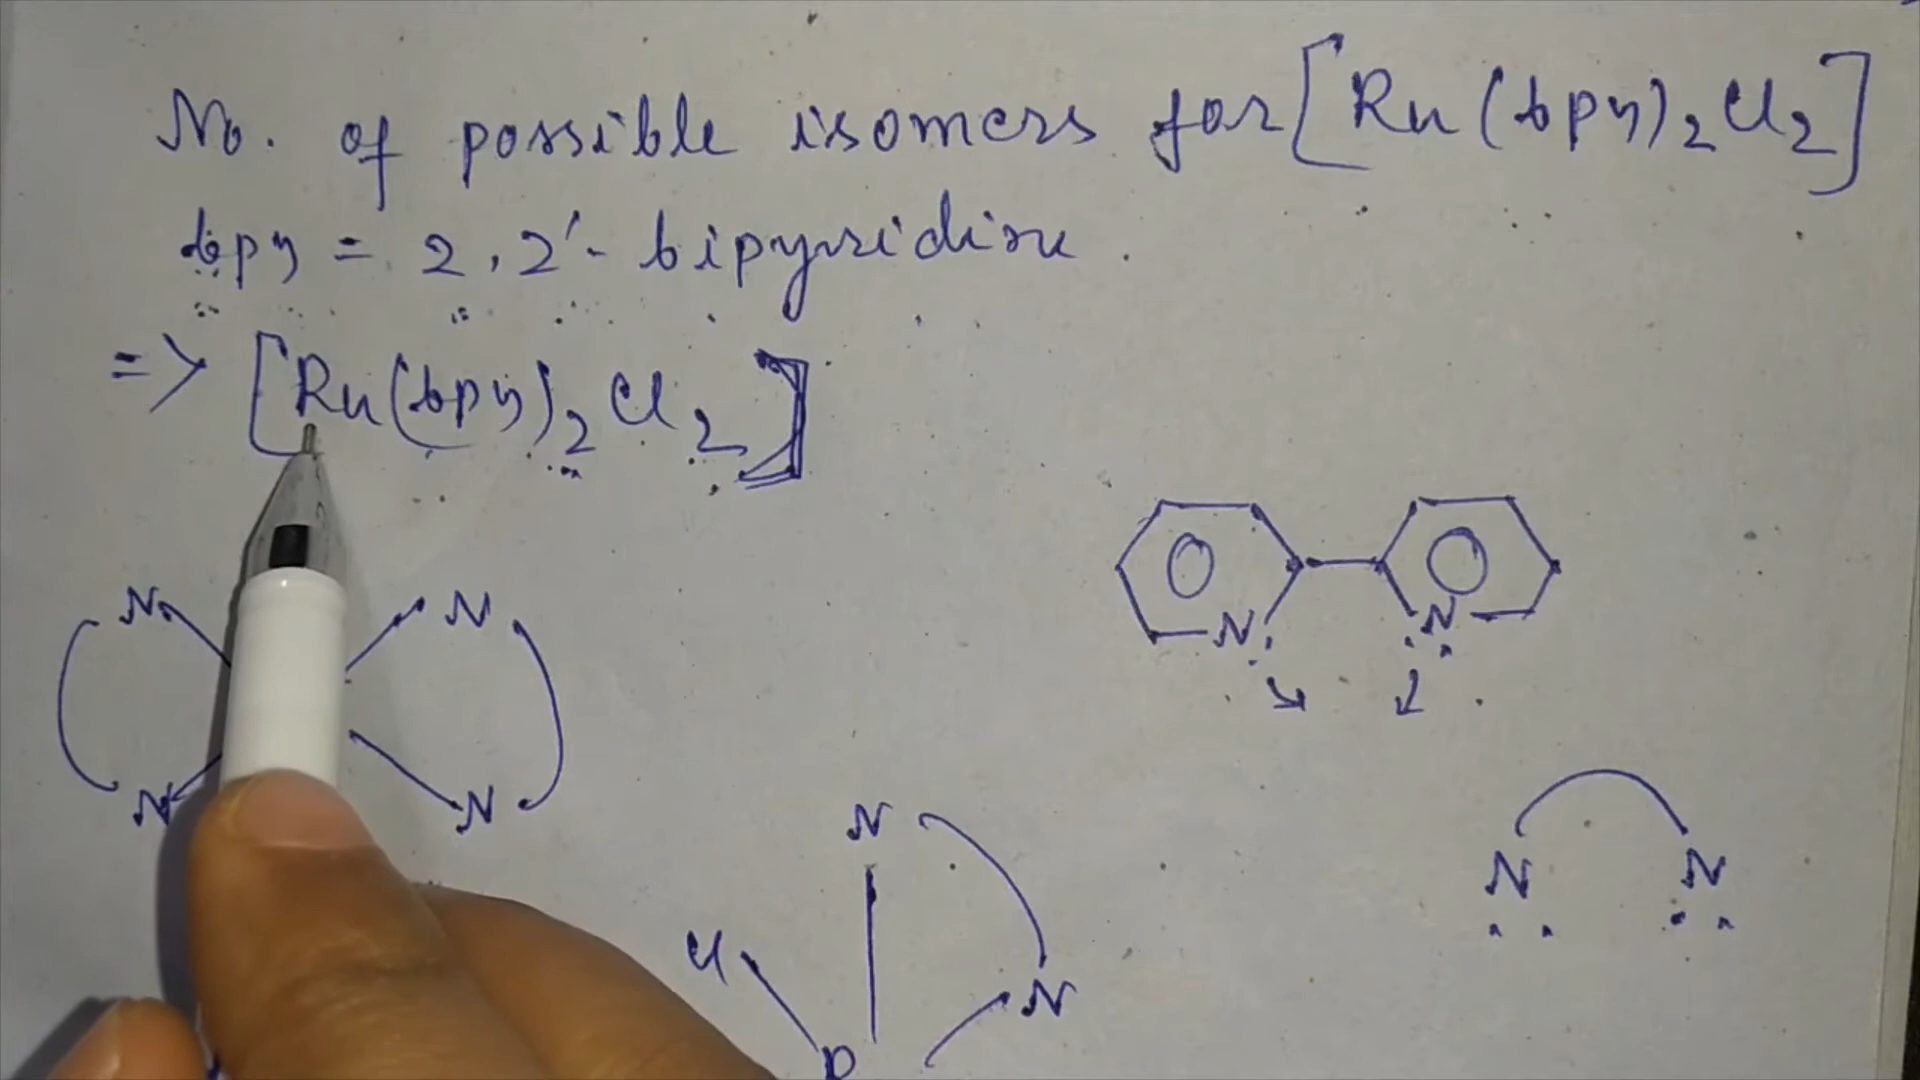 No. of possible isomers for [Ru(bpy)2Cl2]
bpy = 2,2'-bipyridine.
=> [Ru(bpy)2Cl2]
N N
N N
N N
N
Cl
N
N N